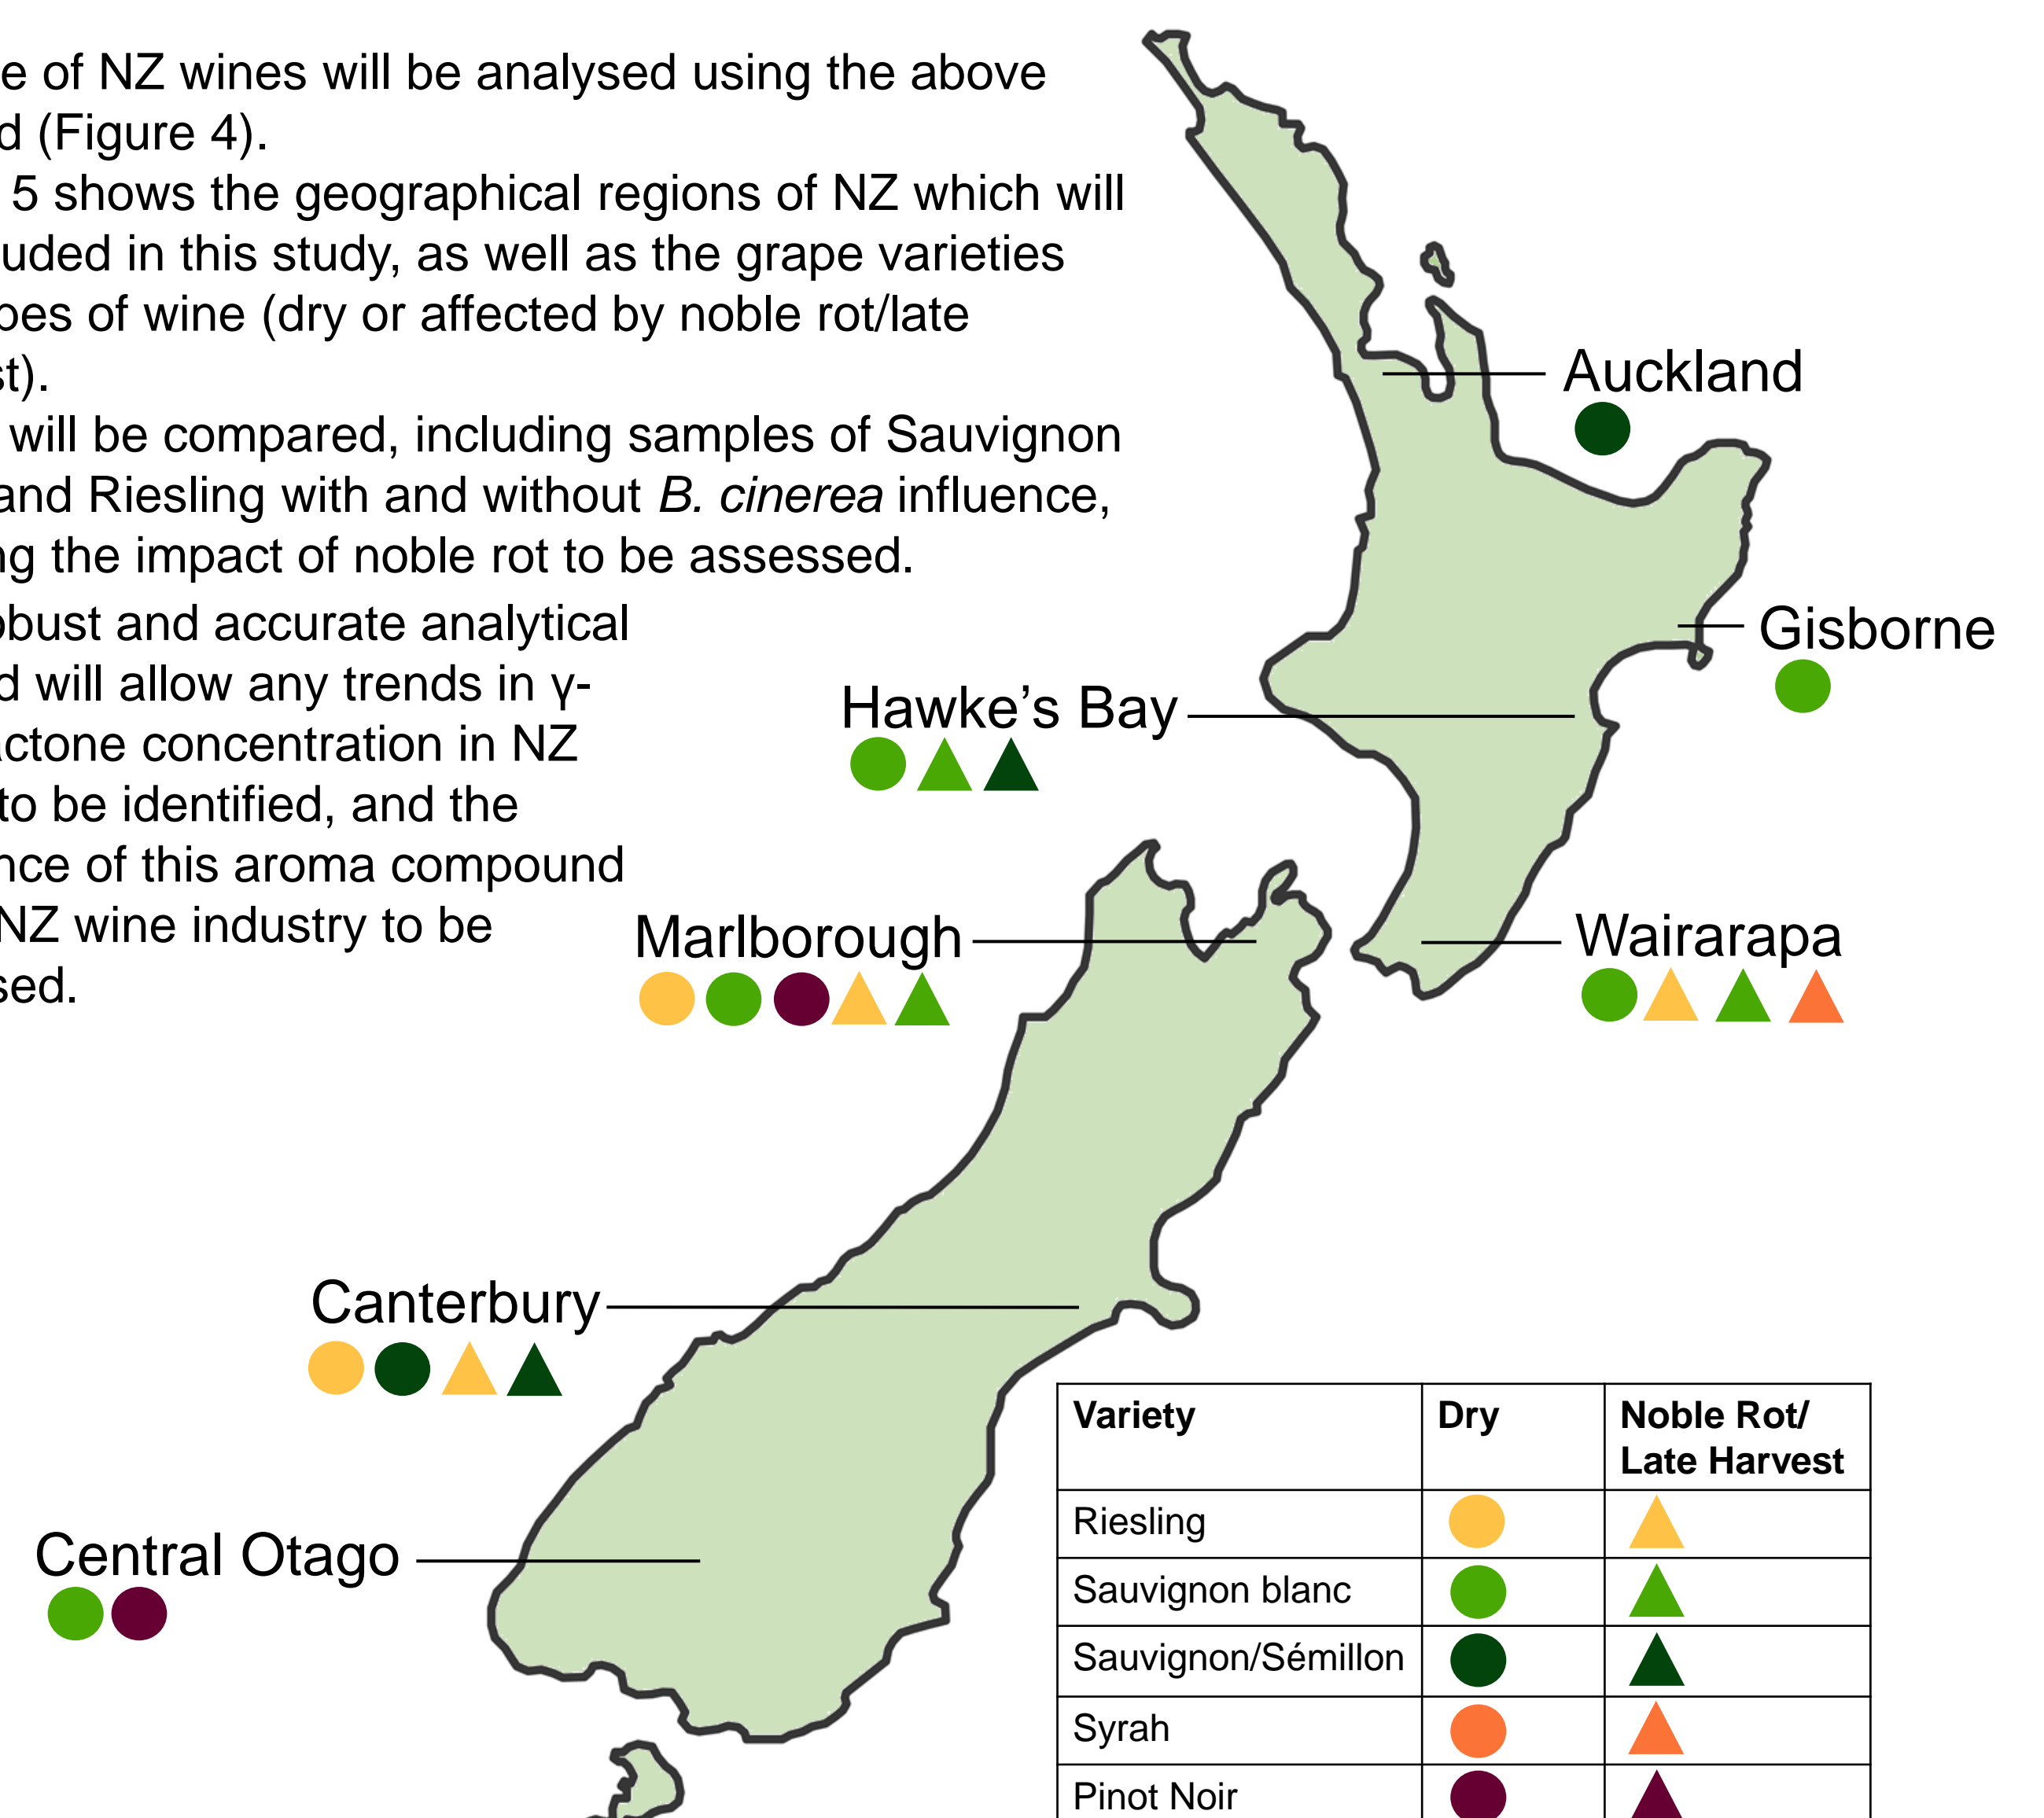 e of NZ wines will be analysed using the above
d (Figure 4).
5 shows the geographical regions of NZ which will
uded in this study, as well as the grape varieties
pes of wine (dry or affected by noble rot/late
st).
will be compared, including samples of Sauvignon
and Riesling with and without B. cinerea influence,
ng the impact of noble rot to be assessed.
obust and accurate analytical
d will allow any trends in γ-
actone concentration in NZ
to be identified, and the
nce of this aroma compound
NZ wine industry to be
sed.
Auckland
Gisborne
Hawke’s Bay
Marlborough
Wairarapa
Canterbury
Central Otago
Variety Dry Noble Rot/
Late Harvest
Riesling
Sauvignon blanc
Sauvignon/Sémillon
Syrah
Pinot Noir